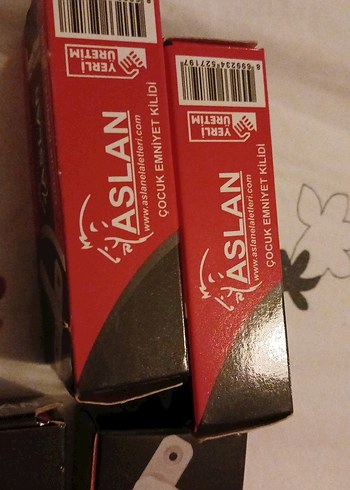 YERLİ
ÜRETİM
ASLAN
www.aslanelaletleri.com
ÇOCUK EMNİYET KİLİDİ
YERLİ
ÜRETİM
ASLAN
www.aslanelaletleri.com
ÇOCUK EMNİYET KİLİDİ